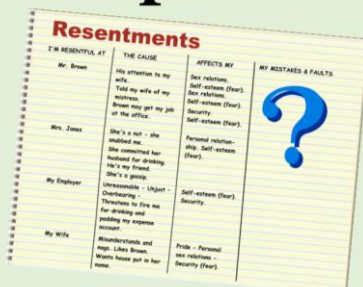 Resentments
I'M RESENTFUL AT
THE CAUSE
AFFECTS MY
MY MISTAKES & FAULTS
Mr. Brown
His attention to my
wife.
Told my wife of my
mistress.
Brown may get my job
at the office.
Sex relations.
Self-esteem (fear).
Sex relations.
Self-esteem (fear).
Security.
Self-esteem (fear).
Mrs. Jones
She's a nut - she
snubbed me.
She committed her
husband for drinking.
He's my friend.
She's a gossip.
Personal relation-
ship. Self-esteem
(fear).
My Employer
Unreasonable - Unjust -
Overbearing -
Threatens to fire me
for drinking and
padding my expense
account.
Self-esteem (fear).
Security.
My Wife
Misunderstands and
nags. Likes Brown.
Wants house put in her
name.
Pride - Personal
sex relations -
Security (fear).
?